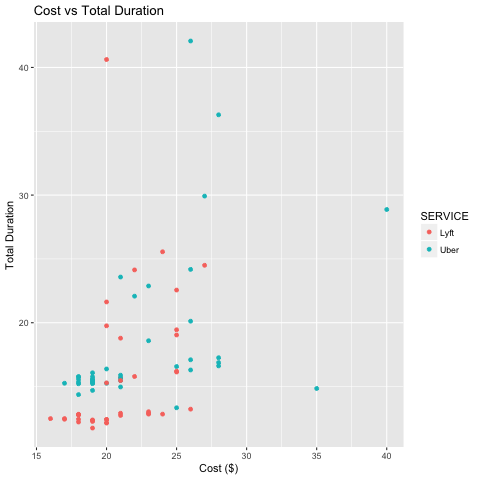 Cost vs Total Duration
Total Duration
40
30
20
15
20
25
30
35
40
Cost ($)
SERVICE
Lyft
Uber